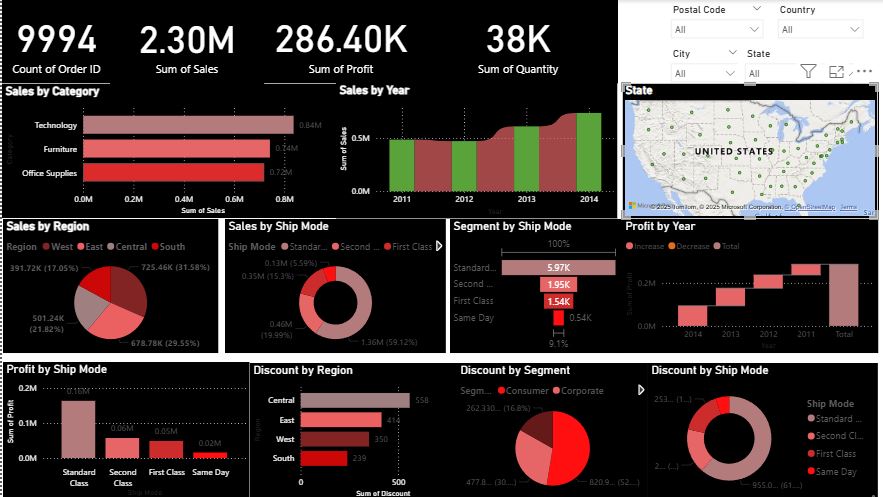 Postal Code
Country
All
All
City
State
All
All
9994
Count of Order ID
2.30M
Sum of Sales
286.40K
Sum of Profit
38K
Sum of Quantity
Sales by Category
Category
Technology
0.84M
Furniture
0.74M
Office Supplies
0.72M
0.0M 0.2M 0.4M 0.6M 0.8M
Sum of Sales
Sales by Year
Sum of Sales
0.5M
0.0M
2011 2012 2013 2014
Year
State
UNITED STATES
© 2025 TomTom, © 2025 Microsoft Corporation, © OpenStreetMap Terms
Sales by Region
Region West East Central South
391.72K (17.05%)
725.46K (31.58%)
501.24K
(21.82%)
678.78K (29.55%)
Sales by Ship Mode
Ship Mode Standar... Second ... First Class
0.13M (5.59%)
0.35M (15.3%)
0.46M
(19.99%)
1.36M (59.12%)
Segment by Ship Mode
100%
Standard...
5.97K
Second ...
1.95K
First Class
1.54K
Same Day
0.54K
9.1%
Profit by Year
Increase Decrease Total
Sum of Profit
0.2M
0.0M
2014 2013 2012 2011 Total
Year
Profit by Ship Mode
Sum of Profit
0.2M
0.1M
0.0M
0.16M
0.06M
0.05M
0.02M
Standard
Class
Second
Class
First Class
Same Day
Ship Mode
Discount by Region
Region
Central
558
East
414
West
350
South
239
0 500
Sum of Discount
Discount by Segment
Segm... Consumer Corporate
262.330... (16.8%)
477.8... (30....)
820.9... (52....)
Discount by Ship Mode
253... (1...)
2... (...)
955.0... (61....)
Ship Mode
Standard ...
Second Cl...
First Class
Same Day